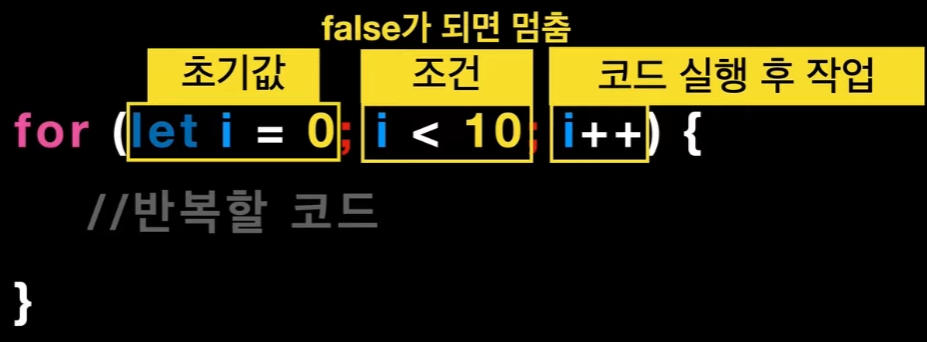 false가 되면 멈춤
초기값 조건 코드 실행 후 작업
for (let i = 0; i < 10; i++) {
//반복할 코드
}